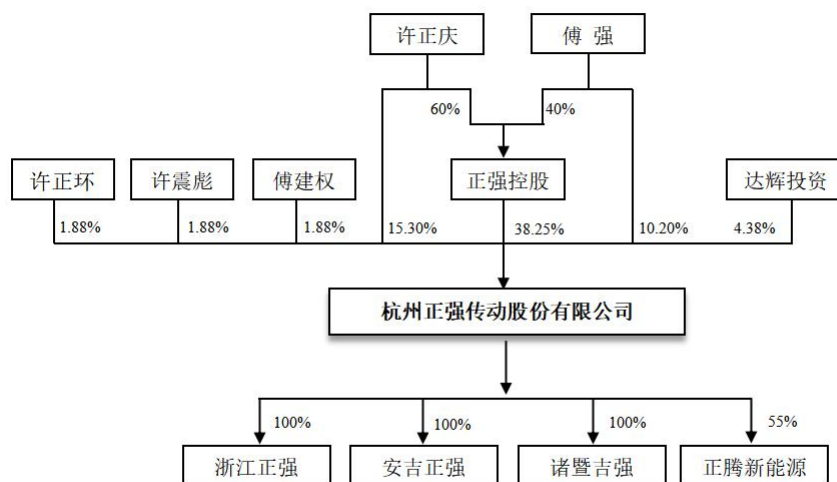 许正庆
傅 强
60%
40%
许正环
许震彪
傅建权
正强控股
达辉投资
1.88%
1.88%
1.88%
15.30%
38.25%
10.20%
4.38%
杭州正强传动股份有限公司
100%
100%
100%
55%
浙江正强
安吉正强
诸暨吉强
正腾新能源